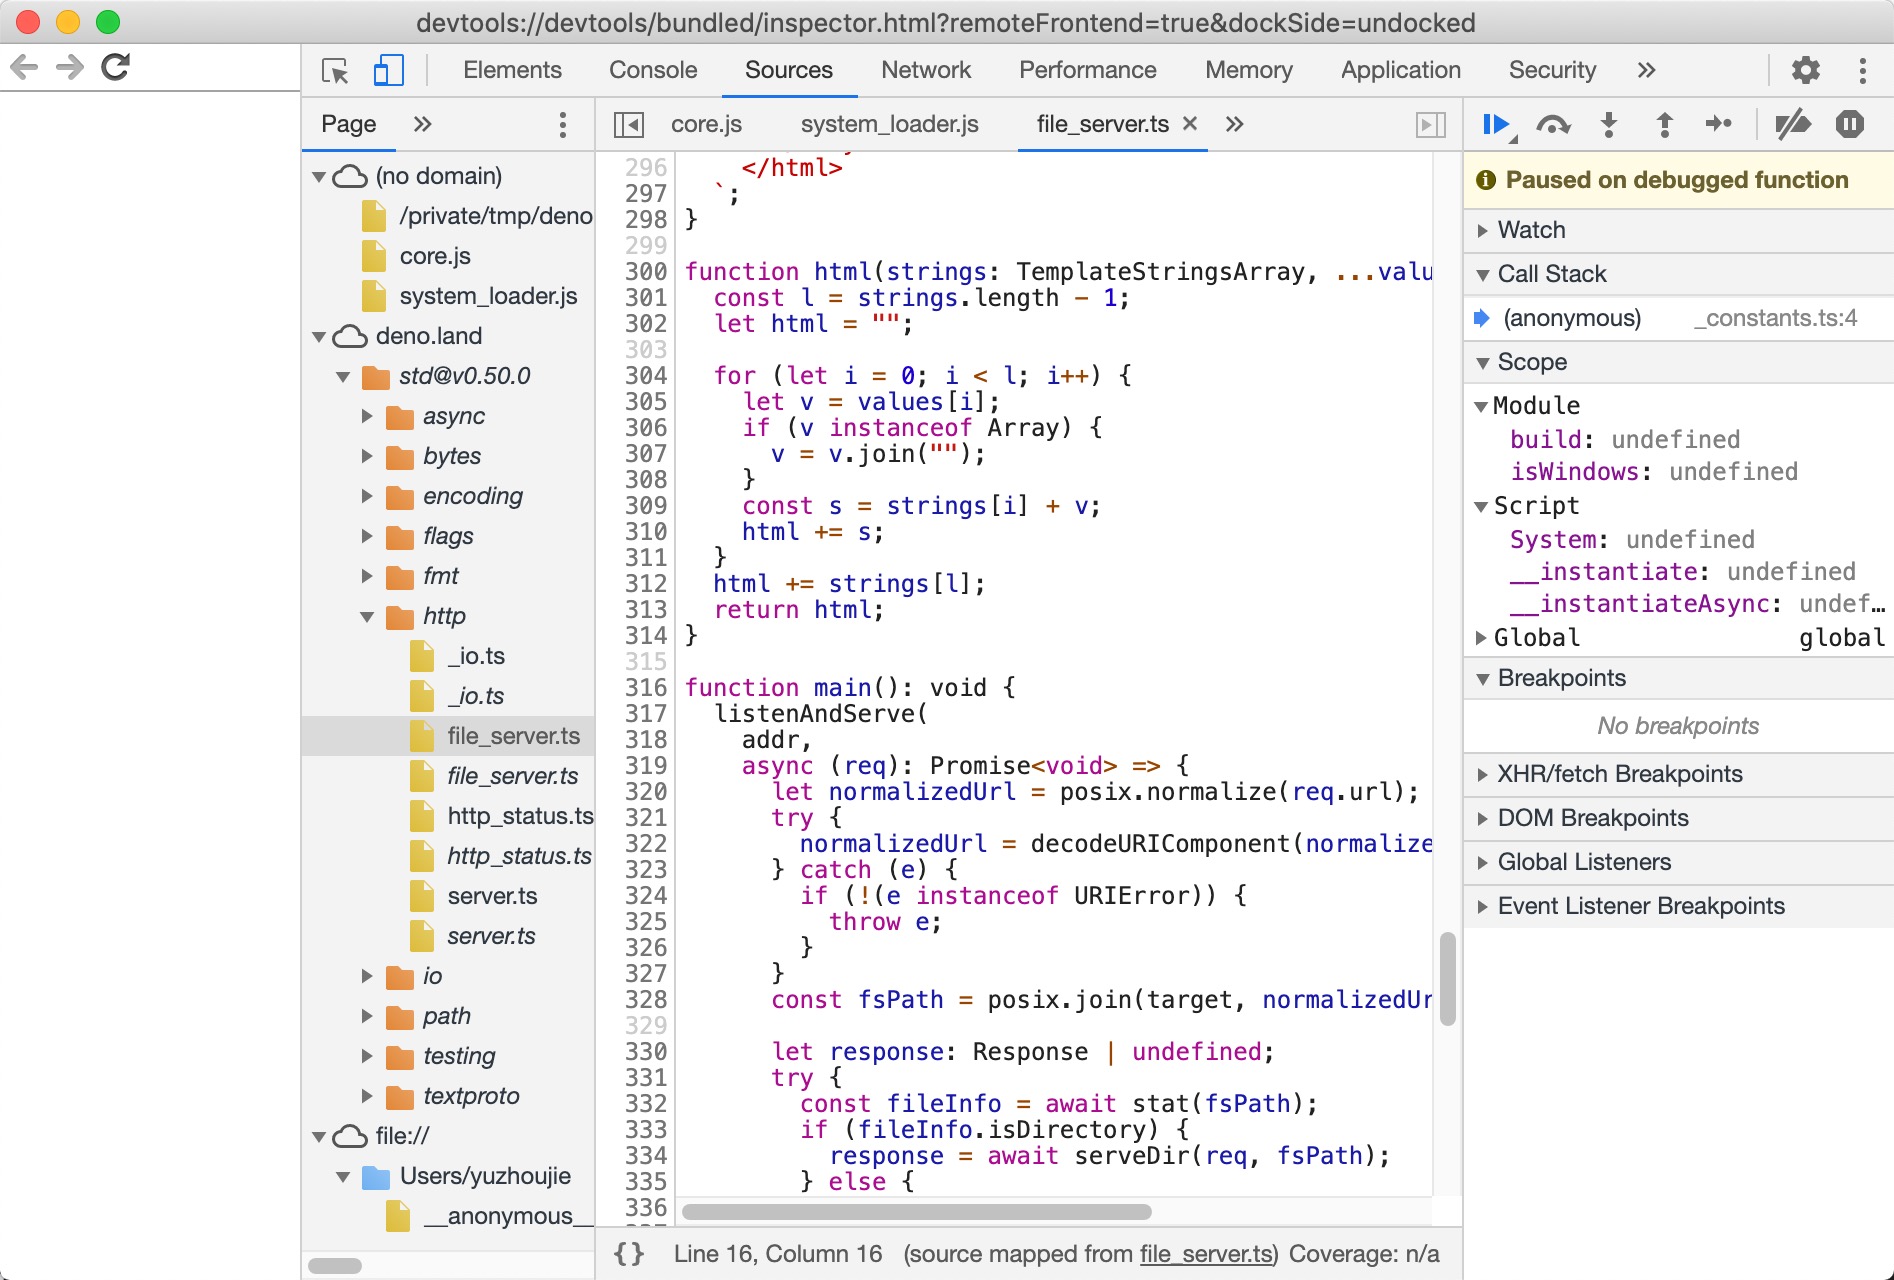 devtools://devtools/bundled/inspector.html?remoteFrontend=true&dockSide=undocked
Elements Console Sources Network Performance Memory Application Security »
Page »
(no domain)
/private/tmp/deno
core.js
system_loader.js
deno.land
std@v0.50.0
async
bytes
encoding
flags
fmt
http
_io.ts
_io.ts
file_server.ts
file_server.ts
http_status.ts
http_status.ts
server.ts
server.ts
io
path
testing
textproto
file://
Users/yuzhoujie
__anonymous__
core.js system_loader.js file_server.ts × »
296     </html>
297   `;
298 }
299
300 function html(strings: TemplateStringsArray, ...valu
301   const l = strings.length - 1;
302   let html = "";
303
304   for (let i = 0; i < l; i++) {
305     let v = values[i];
306     if (v instanceof Array) {
307       v = v.join("");
308     }
309     const s = strings[i] + v;
310     html += s;
311   }
312   html += strings[l];
313   return html;
314 }
315
316 function main(): void {
317   listenAndServe(
318     addr,
319     async (req): Promise<void> => {
320       let normalizedUrl = posix.normalize(req.url);
321       try {
322         normalizedUrl = decodeURIComponent(normalize
323       } catch (e) {
324         if (!(e instanceof URIError)) {
325           throw e;
326         }
327       }
328       const fsPath = posix.join(target, normalizedUr
329
330       let response: Response | undefined;
331       try {
332         const fileInfo = await stat(fsPath);
333         if (fileInfo.isDirectory) {
334           response = await serveDir(req, fsPath);
335         } else {
336
{} Line 16, Column 16 (source mapped from file_server.ts) Coverage: n/a
Paused on debugged function
Watch
Call Stack
(anonymous) _constants.ts:4
Scope
Module
build: undefined
isWindows: undefined
Script
System: undefined
__instantiate: undefined
__instantiateAsync: undef…
Global global
Breakpoints
No breakpoints
XHR/fetch Breakpoints
DOM Breakpoints
Global Listeners
Event Listener Breakpoints